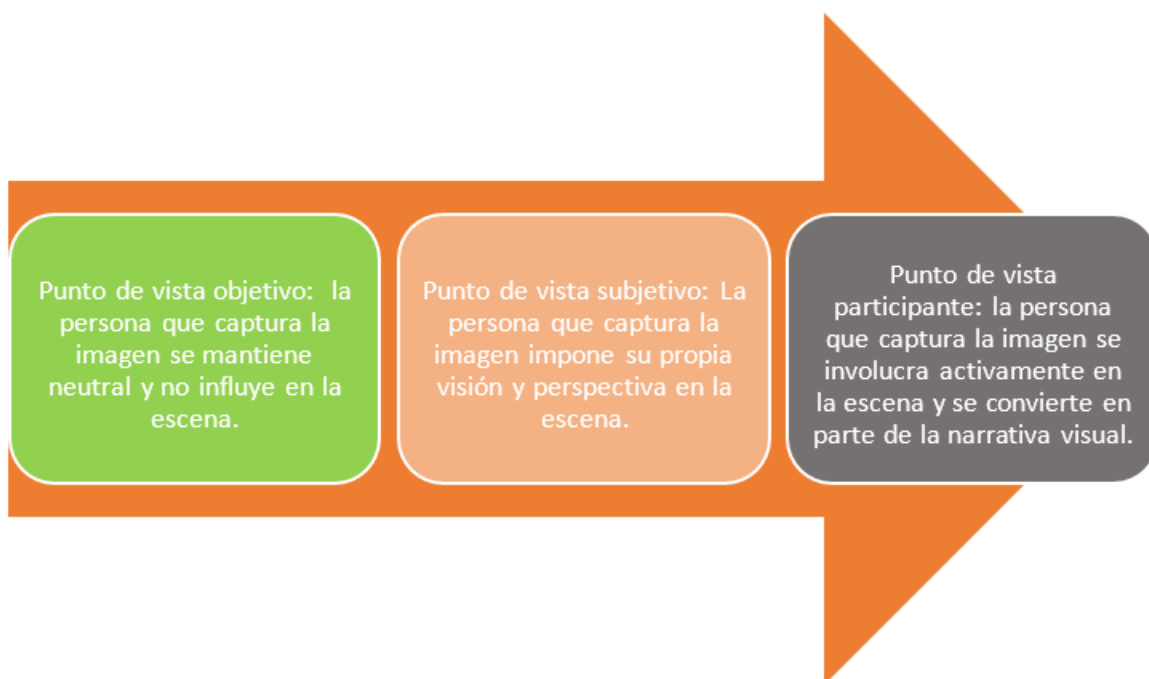 Punto de vista objetivo: la
persona que captura la
imagen se mantiene
neutral y no influye en la
escena.
Punto de vista subjetivo: La
persona que captura la
imagen impone su propia
visión y perspectiva en la
escena.
Punto de vista
participante: la persona
que captura la imagen se
involucra activamente en
la escena y se convierte en
parte de la narrativa visual.